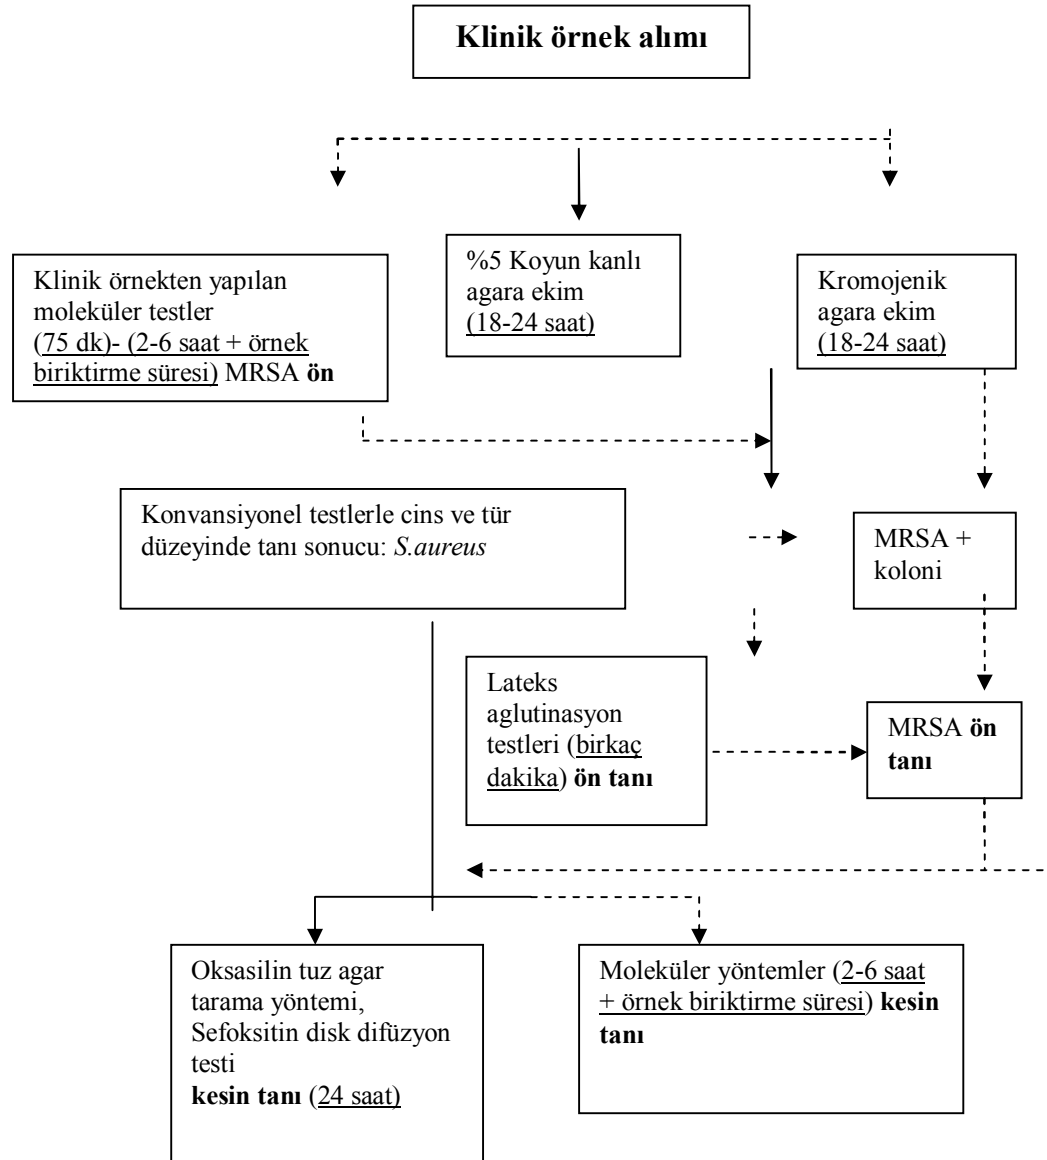 Klinik örnek alımı
Klinik örnekten yapılan
moleküler testler
(75 dk)- (2-6 saat + örnek
biriktirme süresi) MRSA ön
%5 Koyun kanlı
agara ekim
(18-24 saat)
Kromojenik
agara ekim
(18-24 saat)
Konvansiyonel testlerle cins ve tür
düzeyinde tanı sonucu: S.aureus
MRSA +
koloni
Lateks
aglutinasyon
testleri (birkaç
dakika) ön tanı
MRSA ön
tanı
Oksasilin tuz agar
tarama yöntemi,
Sefoksitin disk difüzyon
testi
kesin tanı (24 saat)
Moleküler yöntemler (2-6 saat
+ örnek biriktirme süresi) kesin
tanı